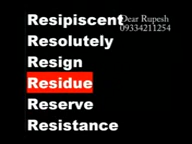 Resipiscent
Dear Rupesh
09334211254
Resolutely
Resign
Residue
Reserve
Resistance